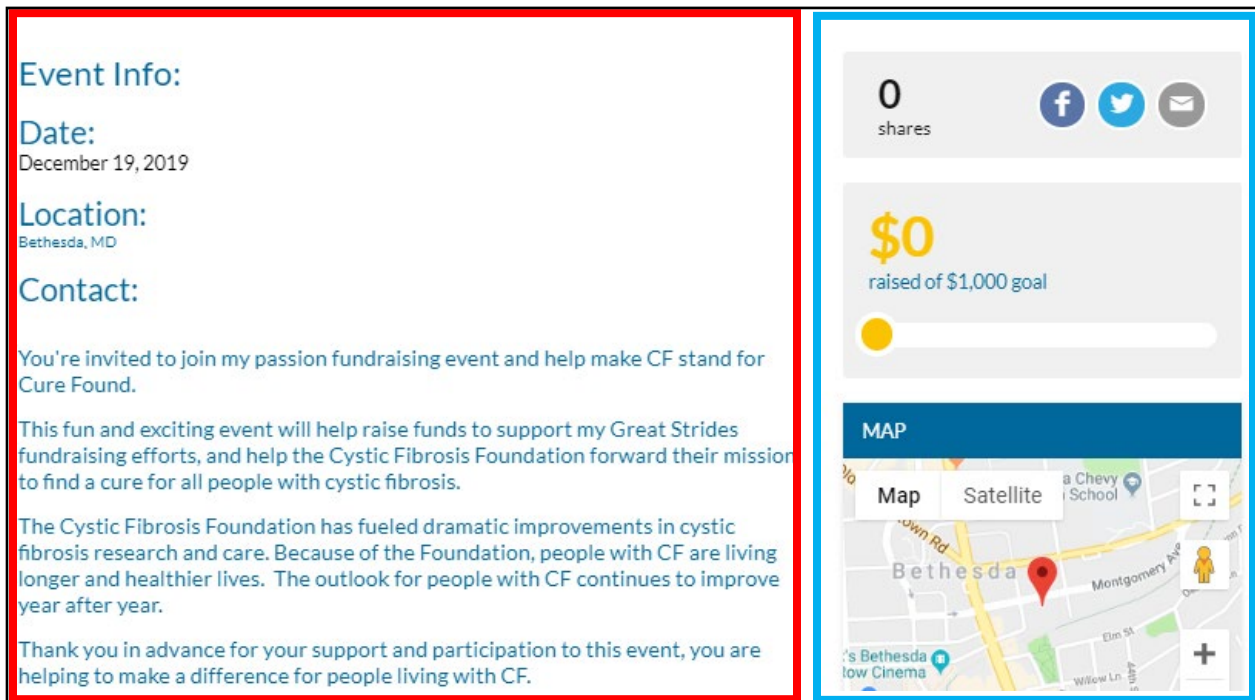 Event Info:
Date:
December 19, 2019
Location:
Bethesda, MD
Contact:
You're invited to join my passion fundraising event and help make CF stand for
Cure Found.
This fun and exciting event will help raise funds to support my Great Strides
fundraising efforts, and help the Cystic Fibrosis Foundation forward their mission
to find a cure for all people with cystic fibrosis.
The Cystic Fibrosis Foundation has fueled dramatic improvements in cystic
fibrosis research and care. Because of the Foundation, people with CF are living
longer and healthier lives.  The outlook for people with CF continues to improve
year after year.
Thank you in advance for your support and participation to this event, you are
helping to make a difference for people living with CF.
0
shares
$0
raised of $1,000 goal
MAP
Map
Satellite
a Chevy
School
Rd
Bethesda
Montgomery
Elm St
's Bethesda
low Cinema
Willow Ln
44th S